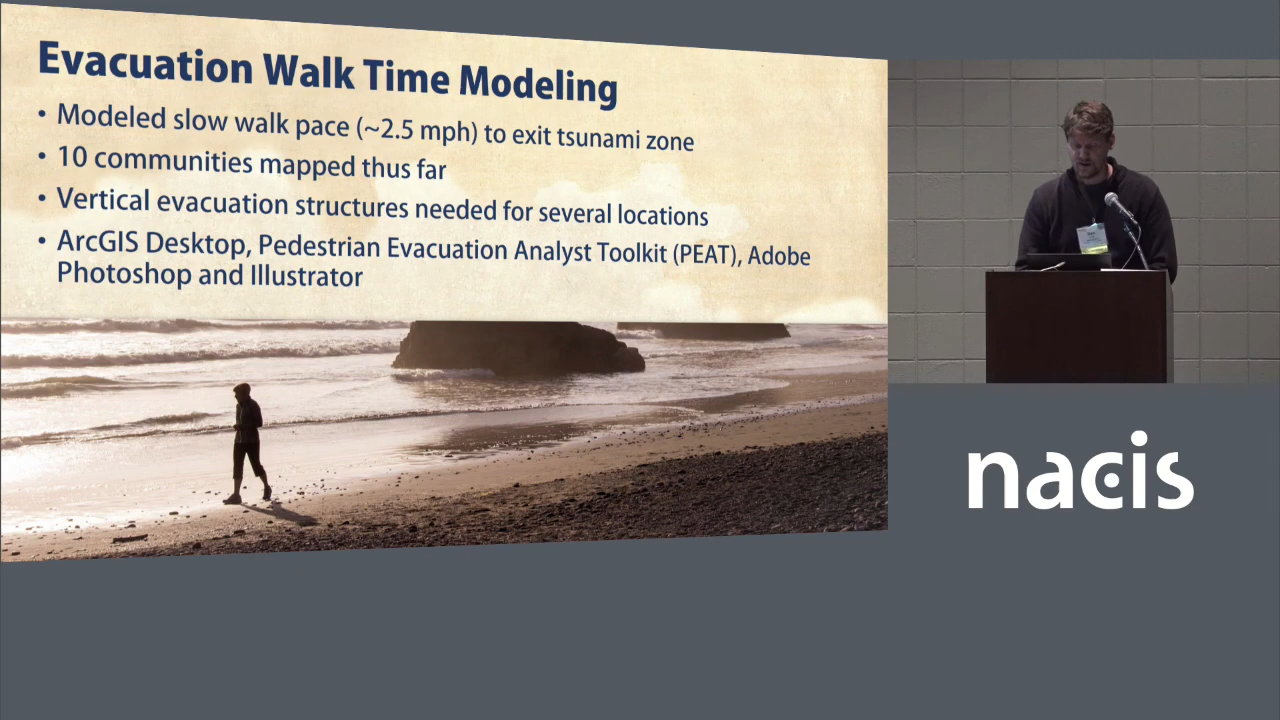 Evacuation Walk Time Modeling
• Modeled slow walk pace (~2.5 mph) to exit tsunami zone
• 10 communities mapped thus far
• Vertical evacuation structures needed for several locations
• ArcGIS Desktop, Pedestrian Evacuation Analyst Toolkit (PEAT), Adobe
Photoshop and Illustrator
nacis